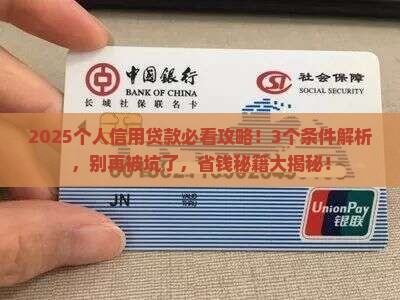 中国银行
BANK OF CHINA
长城社保联名卡
社会保障
SOCIAL SECURITY
2025个人信用贷款必看攻略！3个条件解析
，别再被坑了，省钱秘籍大揭秘！
JN
UnionPay
银联